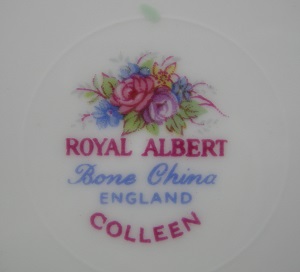 ROYAL ALBERT
Bone China
ENGLAND
COLLEEN